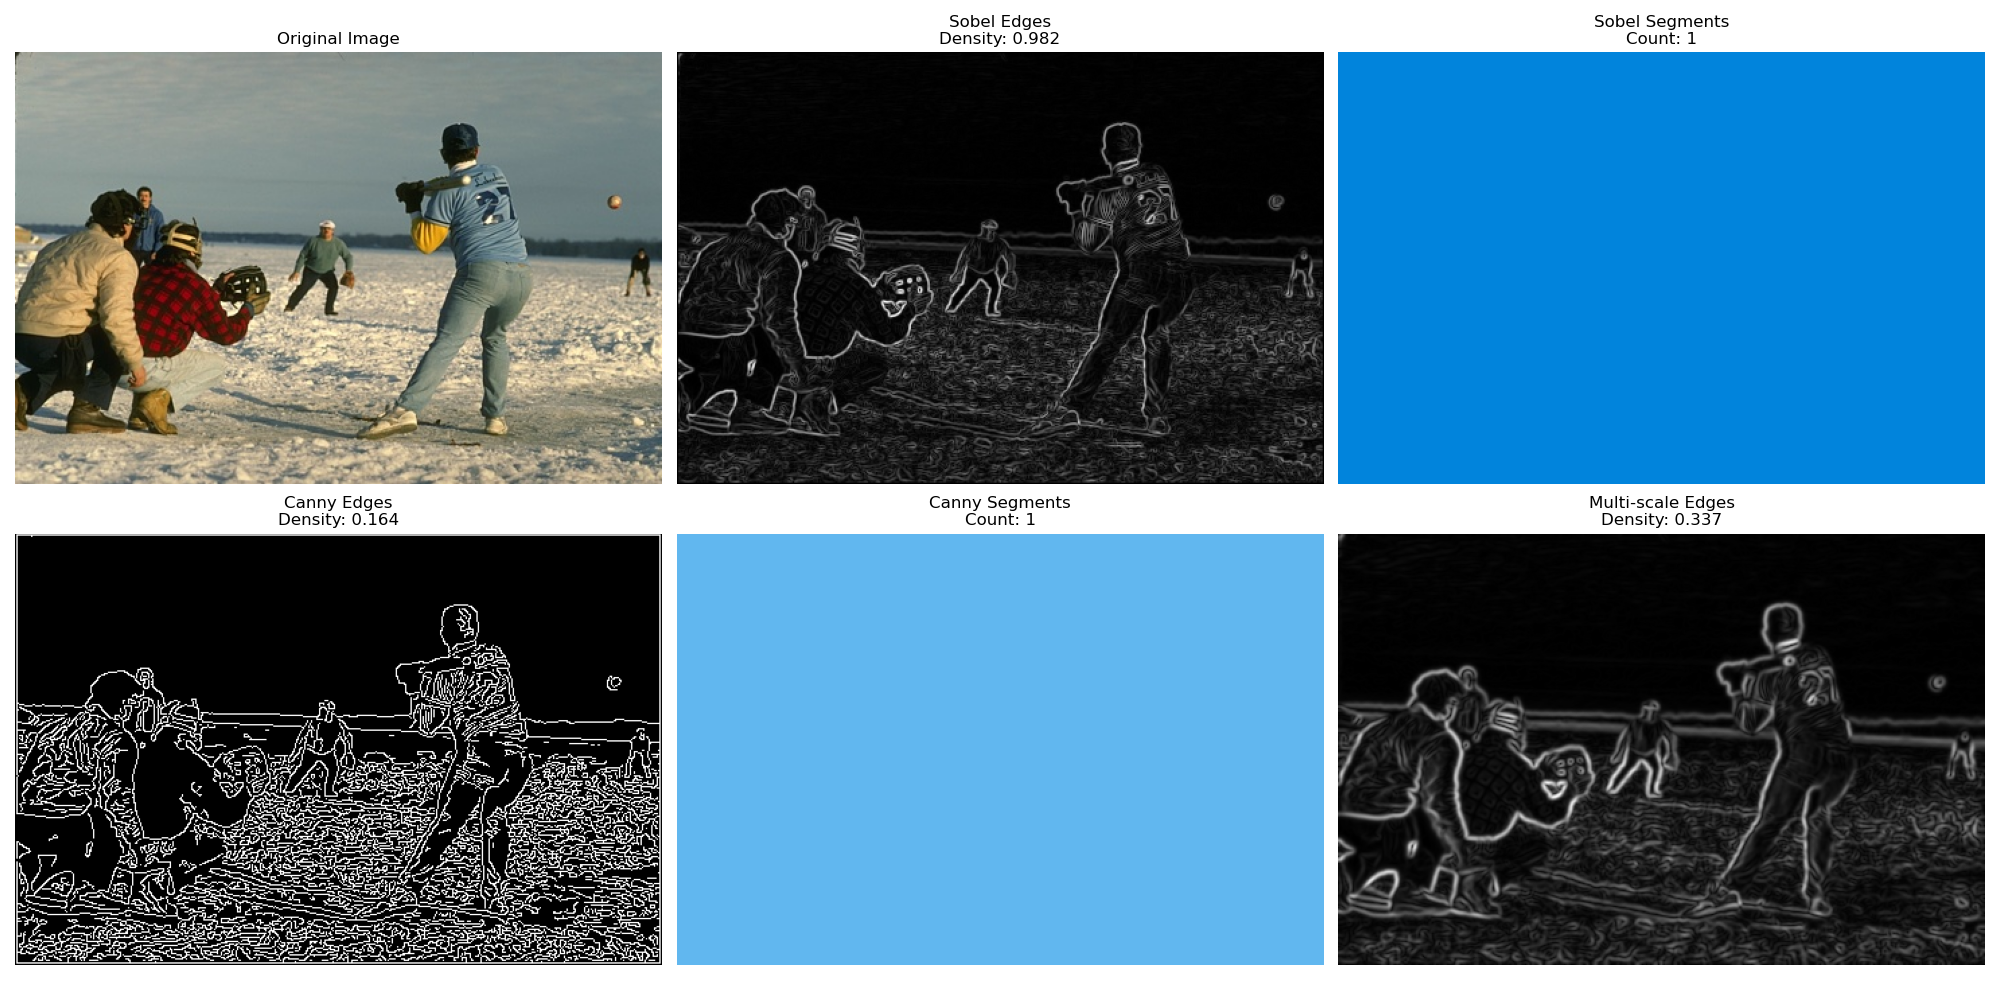 Original Image
Sobel Edges
Density: 0.982
Sobel Segments
Count: 1
21
Canny Edges
Density: 0.164
Canny Segments
Count: 1
Multi-scale Edges
Density: 0.337